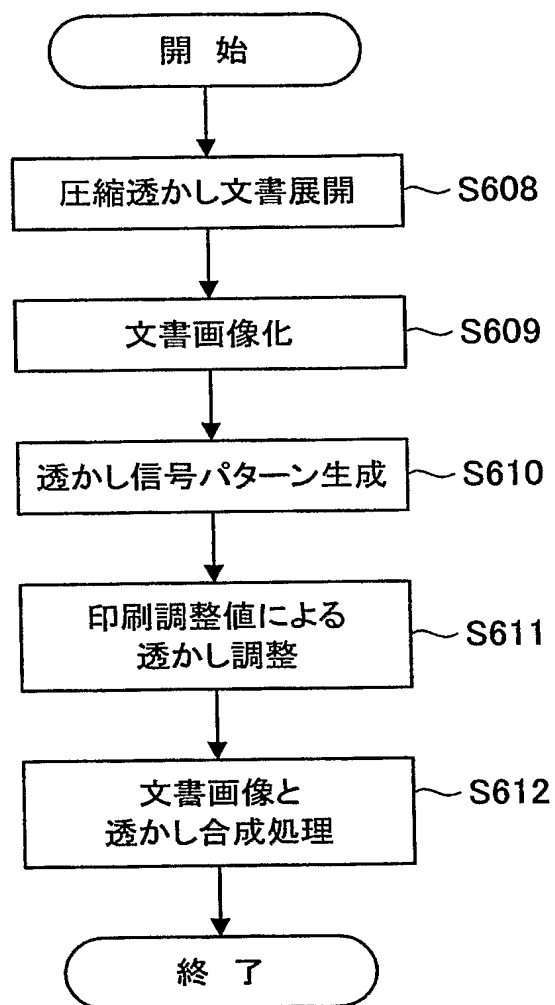 開 始
圧縮透かし文書展開 S608
文書画像化 S609
透かし信号パターン生成 S610
印刷調整値による
透かし調整 S611
文書画像と
透かし合成処理 S612
終 了